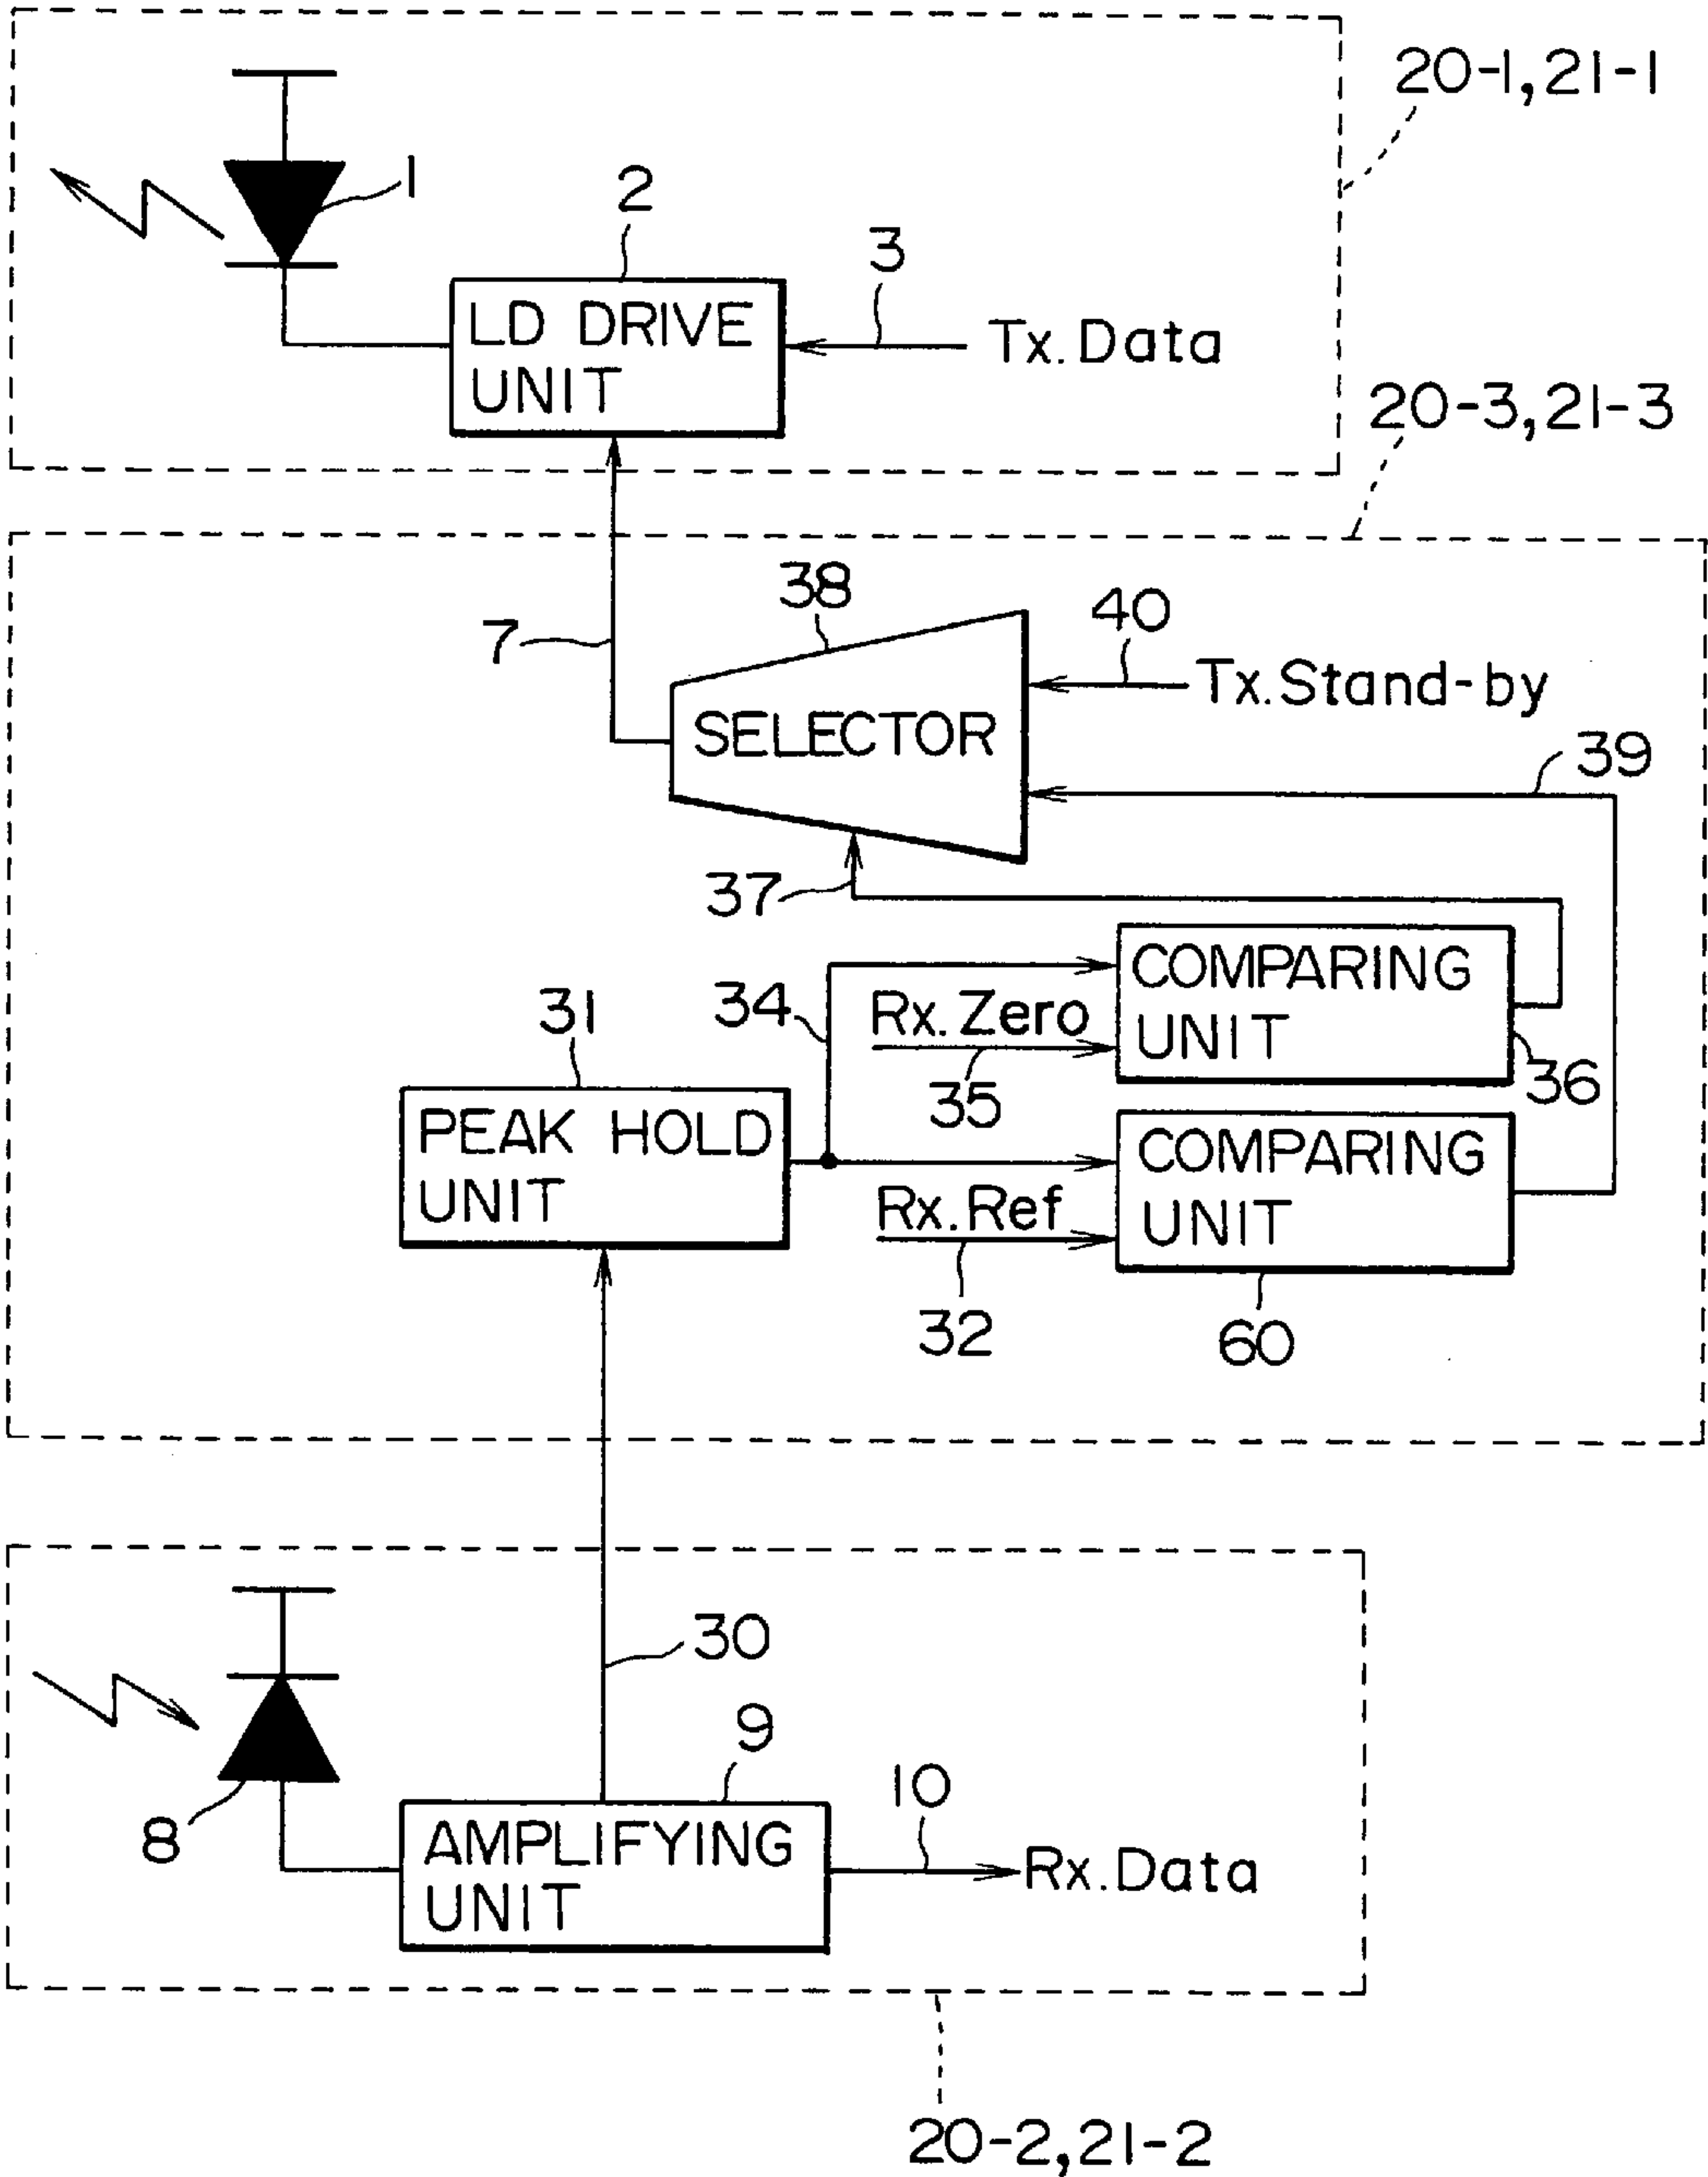 20-1,21-1
1
2
3
LD DRIVE
UNIT
Tx.Data
20-3,21-3
38
40
7
Tx.Stand-by
SELECTOR
39
37
COMPARING
UNIT
34
Rx.Zero
31
36
35
PEAK HOLD
UNIT
COMPARING
UNIT
Rx.Ref
32
60
30
9
10
8
AMPLIFYING
UNIT
Rx.Data
20-2,21-2